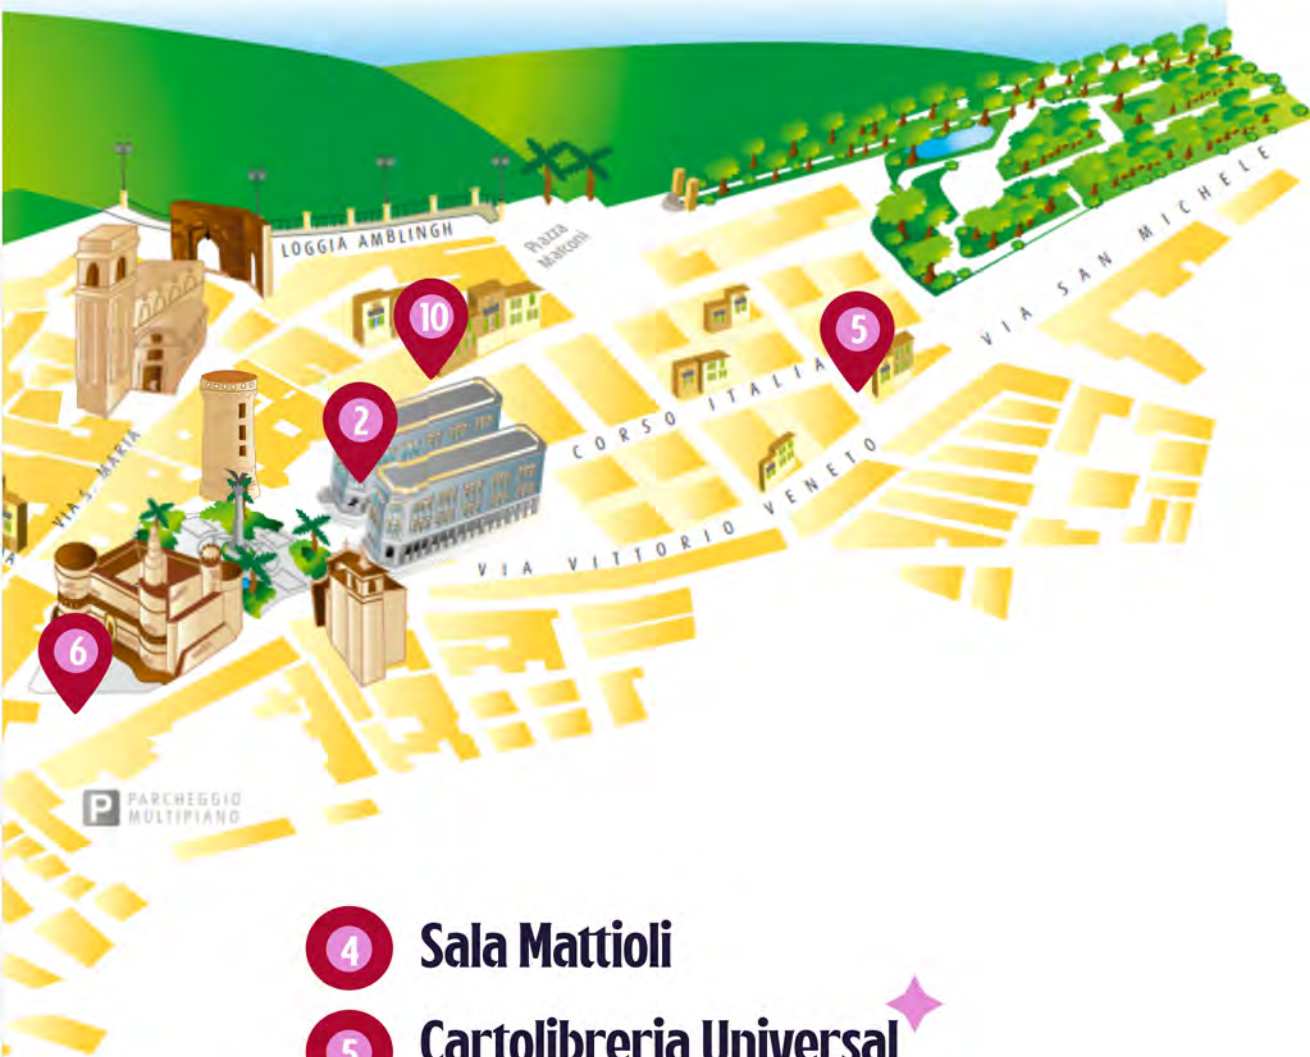 LOGGIA AMBLINGH
Piazza
Marconi
VIA SAN MICHELE
10
5
2
CORSO ITALIA
VIA S. MARIA
VIA VITTORIO VENETO
6
P PARCHEGGIO
MULTIPIANO
4 Sala Mattioli
5 Cartolibreria Universal